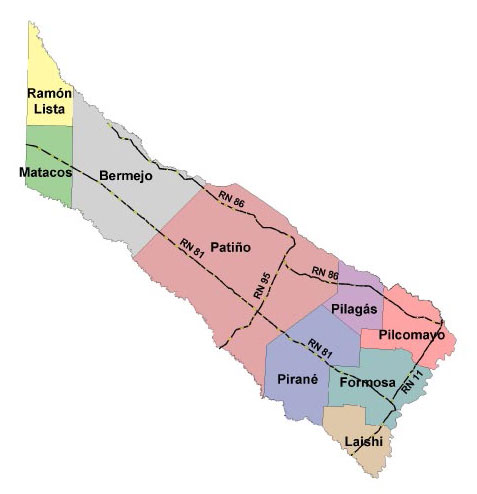 Ramón
Lista
Matacos
Bermejo
RN 86
Patiño
RN 81
RN 95
RN 86
Pilagás
Pilcomayo
RN 81
Pirané
Formosa
RN 11
Laishi